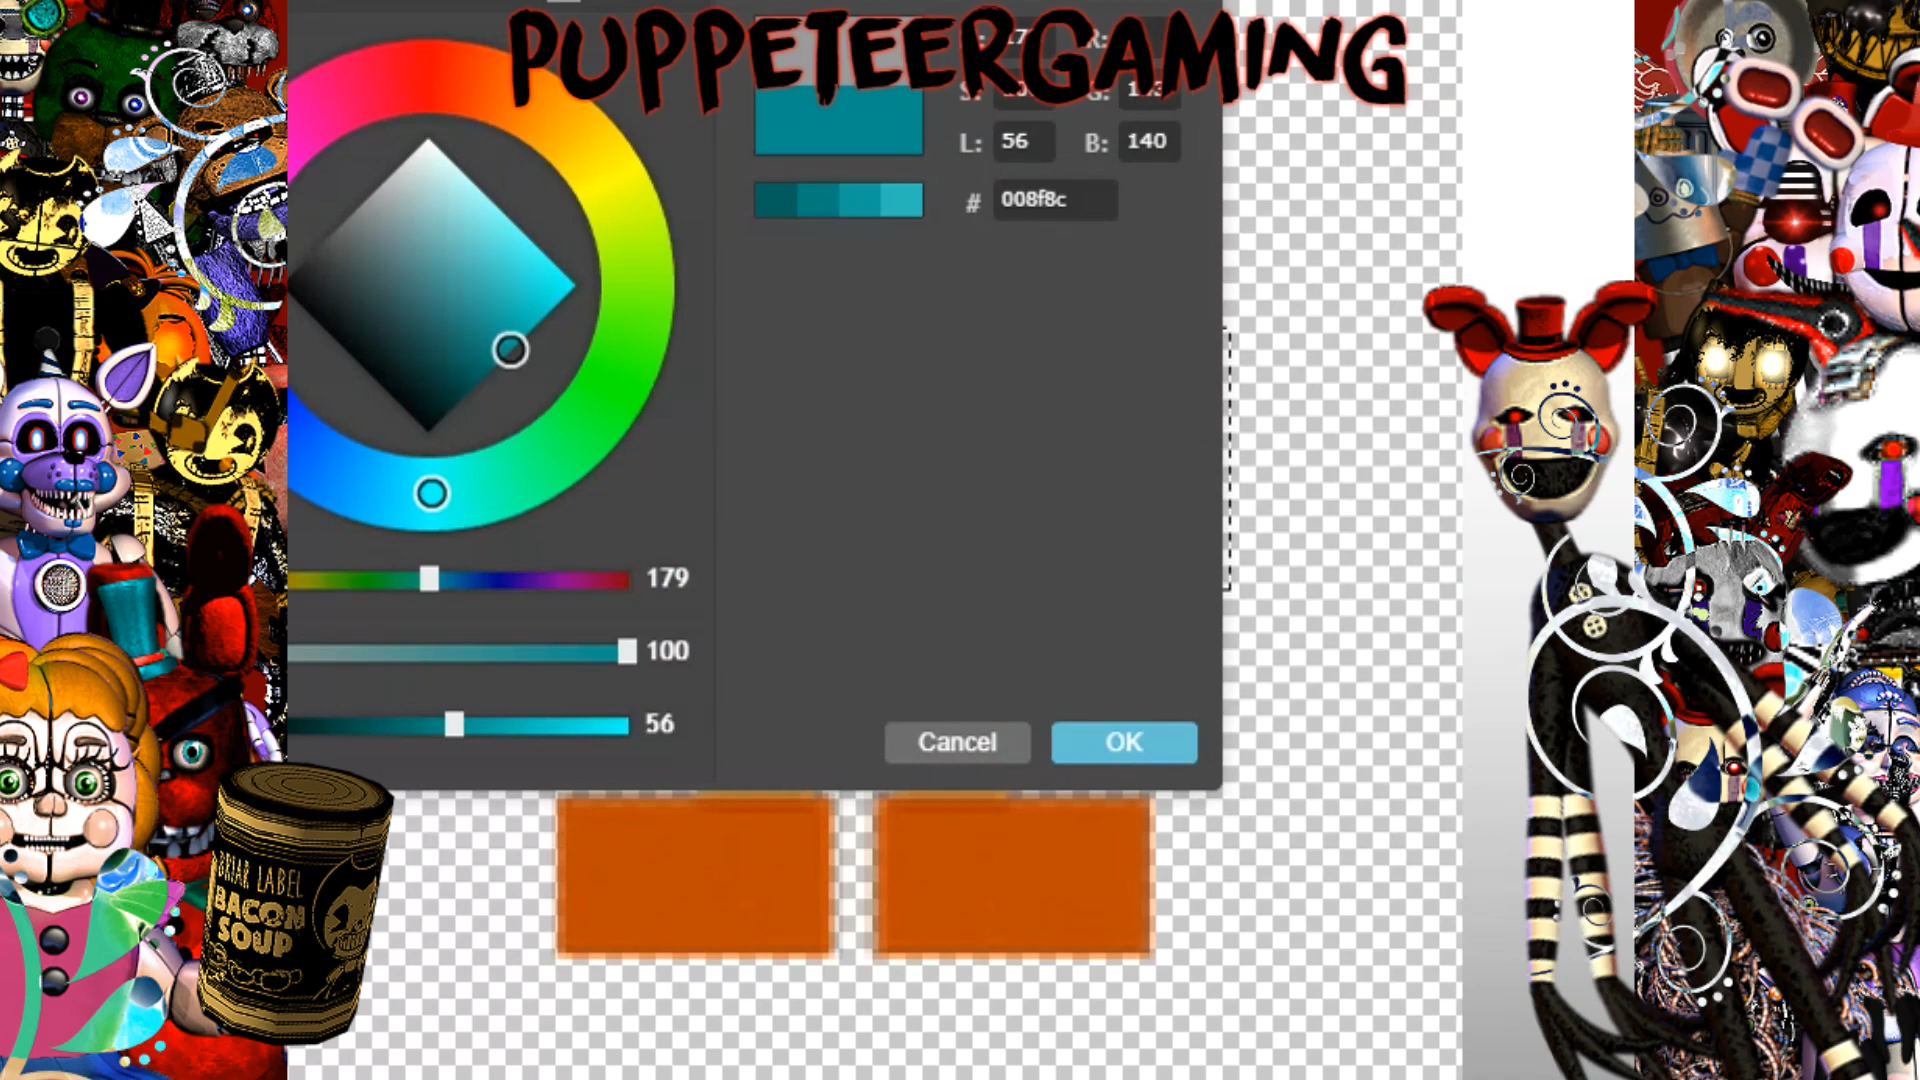 PUPPETEERGAMING
L: 56 B: 140
# 008f8c
179
100
56
Cancel OK
BRIAR LABEL
BACON
SOUP